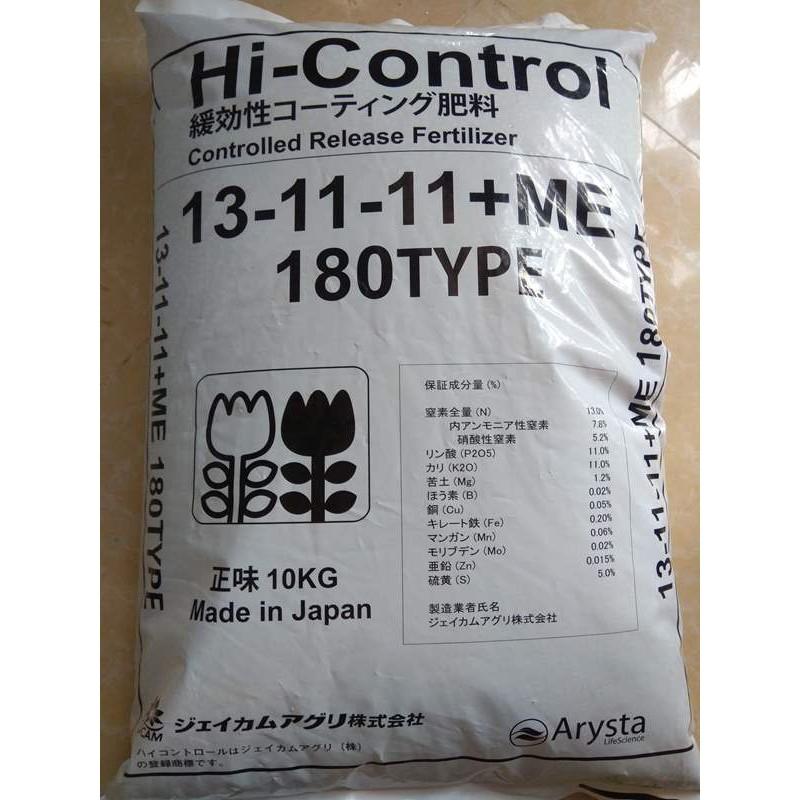 Hi-Control
緩効性コーティング肥料
Controlled Release Fertilizer
13-11-11+ME
180TYPE
13-11-11+ME 180TYPE
13-11-11+ME 180TYPE
保証成分量(%)
窒素全量(N) 13.0%
内アンモニア性窒素 7.8%
硝酸性窒素 5.2%
リン酸(P2O5) 11.0%
カリ(K2O) 11.0%
苦土(Mg) 1.2%
ほう素(B) 0.02%
銅(Cu) 0.05%
キレート鉄(Fe) 0.20%
マンガン(Mn) 0.06%
モリブデン(Mo) 0.02%
亜鉛(Zn) 0.015%
硫黄(S) 5.0%
製造業者氏名
ジェイカムアグリ株式会社
正味 10KG
Made in Japan
ジェイカムアグリ株式会社
ハイコントロールはジェイカムアグリ(株)
の登録商標です。
Arysta
LifeScience